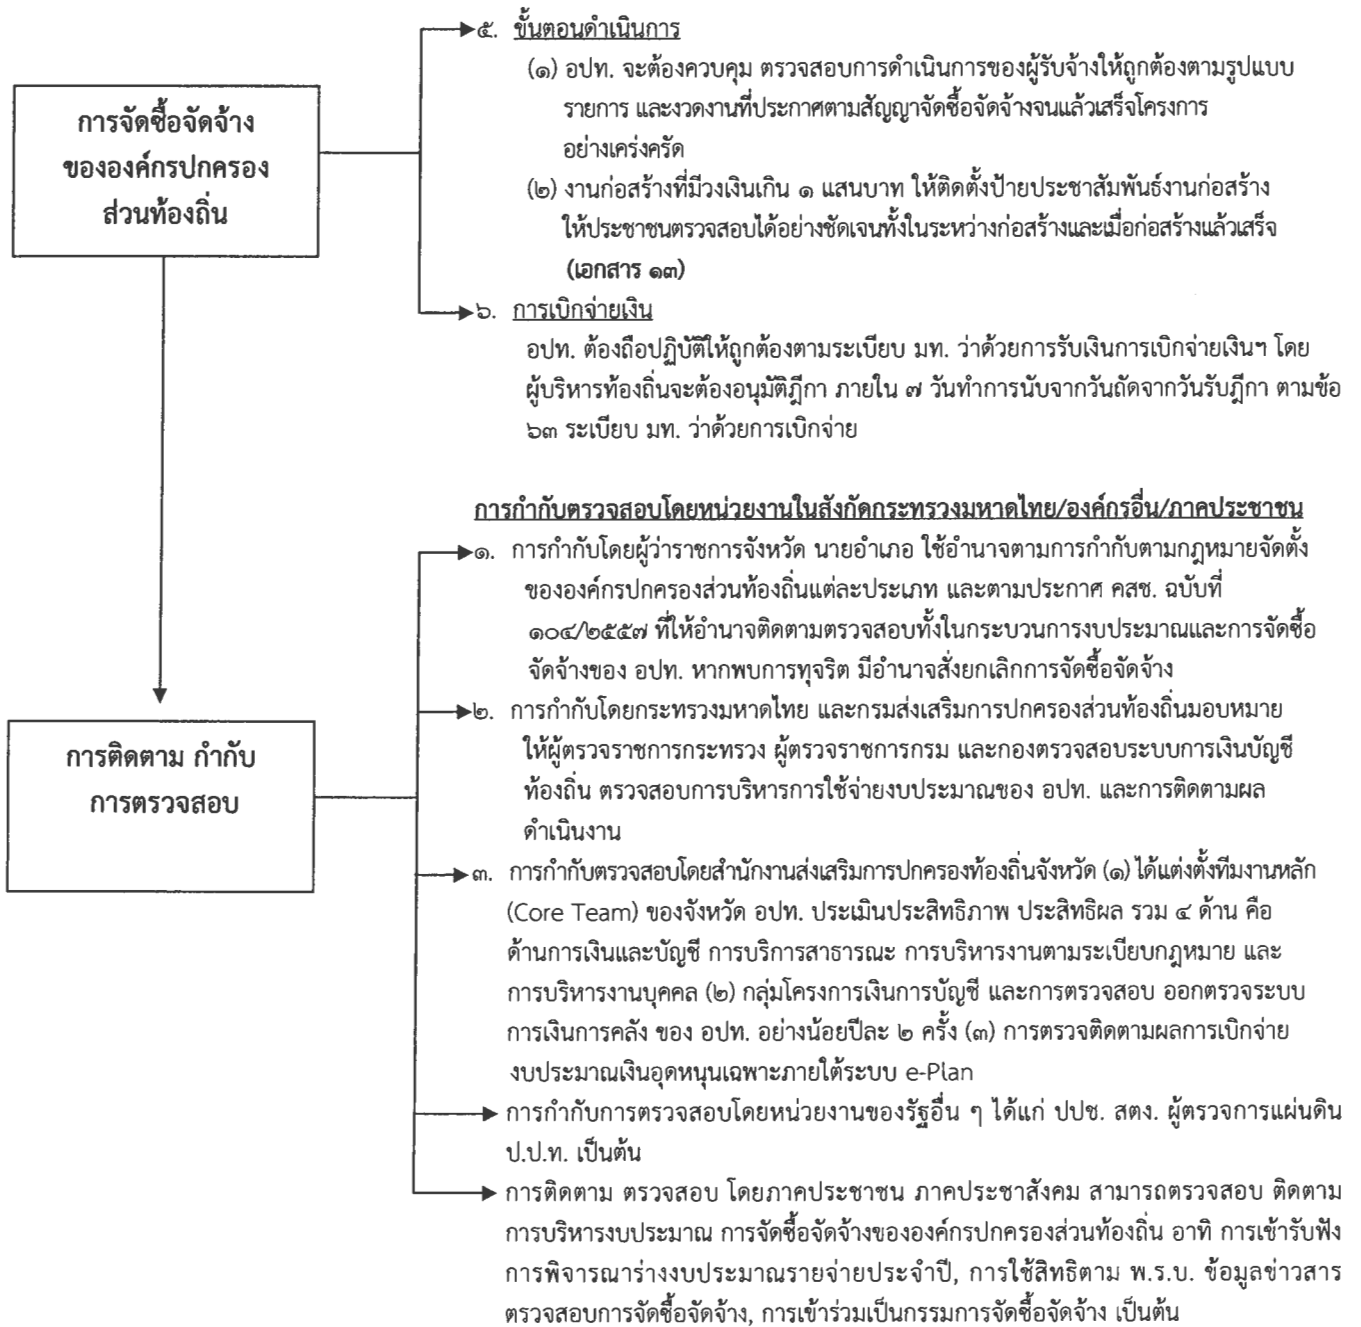 ๕. ขั้นตอนดำเนินการ
(๑) อปท. จะต้องควบคุม ตรวจสอบการดำเนินการของผู้รับจ้างให้ถูกต้องตามรูปแบบ
รายการ และงวดงานที่ประกาศตามสัญญาจัดซื้อจัดจ้างจนแล้วเสร็จโครงการ
อย่างเคร่งครัด
(๒) งานก่อสร้างที่มีวงเงินเกิน ๑ แสนบาท ให้ติดตั้งป้ายประชาสัมพันธ์งานก่อสร้าง
ให้ประชาชนตรวจสอบได้อย่างชัดเจนทั้งในระหว่างก่อสร้างและเมื่อก่อสร้างแล้วเสร็จ
(เอกสาร ๑๓)
การจัดซื้อจัดจ้าง
ขององค์กรปกครอง
ส่วนท้องถิ่น
๖. การเบิกจ่ายเงิน
อปท. ต้องถือปฏิบัติให้ถูกต้องตามระเบียบ มท. ว่าด้วยการรับเงินการเบิกจ่ายเงินฯ โดย
ผู้บริหารท้องถิ่นจะต้องอนุมัติฎีกา ภายใน ๗ วันทำการนับจากวันถัดจากวันรับฎีกา ตามข้อ
๖๓ ระเบียบ มท. ว่าด้วยการเบิกจ่าย
การกำกับตรวจสอบโดยหน่วยงานในสังกัดกระทรวงมหาดไทย/องค์กรอื่น/ภาคประชาชน
๑. การกำกับโดยผู้ว่าราชการจังหวัด นายอำเภอ ใช้อำนาจตามการกำกับตามกฎหมายจัดตั้ง
ขององค์กรปกครองส่วนท้องถิ่นแต่ละประเภท และตามประกาศ คสช. ฉบับที่
๑๐๔/๒๕๕๗ ที่ให้อำนาจติดตามตรวจสอบทั้งในกระบวนการงบประมาณและการจัดซื้อ
จัดจ้างของ อปท. หากพบการทุจริต มีอำนาจสั่งยกเลิกการจัดซื้อจัดจ้าง
๒. การกำกับโดยกระทรวงมหาดไทย และกรมส่งเสริมการปกครองส่วนท้องถิ่นมอบหมาย
ให้ผู้ตรวจราชการกระทรวง ผู้ตรวจราชการกรม และกองตรวจสอบระบบการเงินบัญชี
ท้องถิ่น ตรวจสอบการบริหารการใช้จ่ายงบประมาณของ อปท. และการติดตามผล
ดำเนินงาน
การติดตาม กำกับ
การตรวจสอบ
๓. การกำกับตรวจสอบโดยสำนักงานส่งเสริมการปกครองท้องถิ่นจังหวัด (๑) ได้แต่งตั้งทีมงานหลัก
(Core Team) ของจังหวัด อปท. ประเมินประสิทธิภาพ ประสิทธิผล รวม ๔ ด้าน คือ
ด้านการเงินและบัญชี การบริการสาธารณะ การบริหารงานตามระเบียบกฎหมาย และ
การบริหารงานบุคคล (๒) กลุ่มโครงการเงินการบัญชี และการตรวจสอบ ออกตรวจระบบ
การเงินการคลัง ของ อปท. อย่างน้อยปีละ ๒ ครั้ง (๓) การตรวจติดตามผลการเบิกจ่าย
งบประมาณเงินอุดหนุนเฉพาะภายใต้ระบบ e-Plan
การกำกับการตรวจสอบโดยหน่วยงานของรัฐอื่น ๆ ได้แก่ ปปช. สตง. ผู้ตรวจการแผ่นดิน
ป.ป.ท. เป็นต้น
การติดตาม ตรวจสอบ โดยภาคประชาชน ภาคประชาสังคม สามารถตรวจสอบ ติดตาม
การบริหารงบประมาณ การจัดซื้อจัดจ้างขององค์กรปกครองส่วนท้องถิ่น อาทิ การเข้ารับฟัง
การพิจารณาร่างงบประมาณรายจ่ายประจำปี, การใช้สิทธิตาม พ.ร.บ. ข้อมูลข่าวสาร
ตรวจสอบการจัดซื้อจัดจ้าง, การเข้าร่วมเป็นกรรมการจัดซื้อจัดจ้าง เป็นต้น